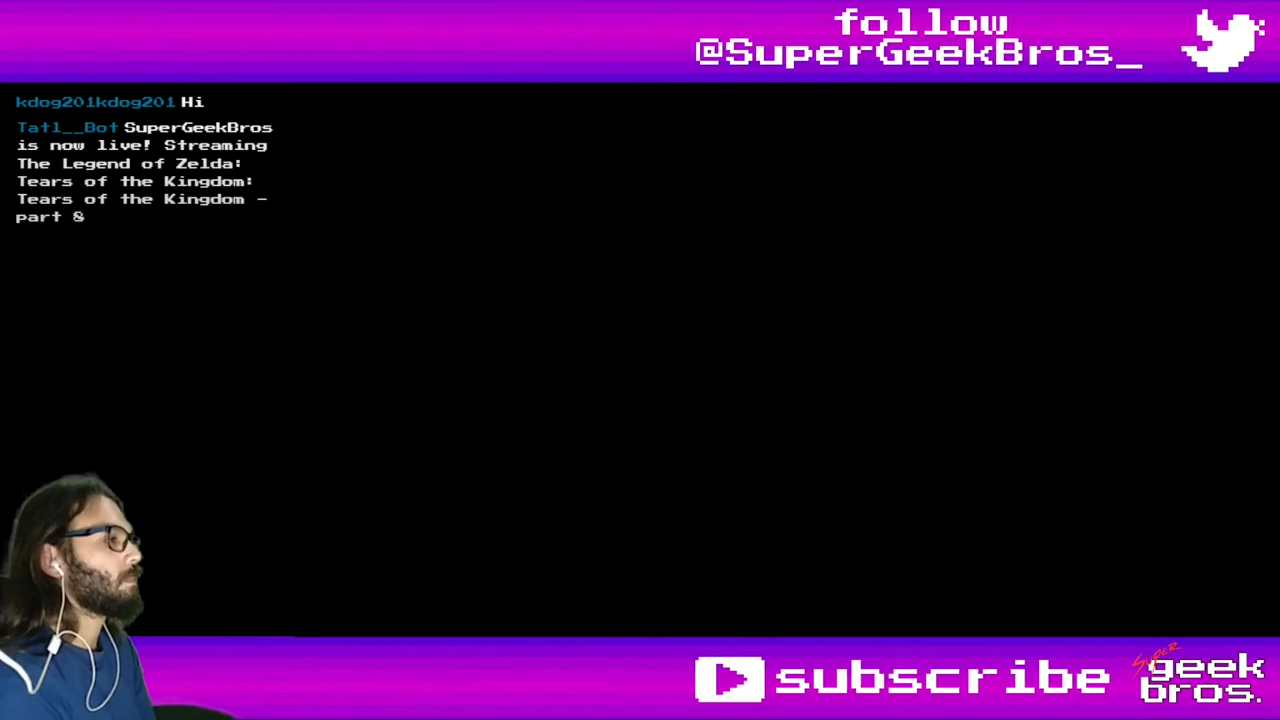 follow
@SuperGeekBros_
kdog201kdog201 Hi
Tatl__Bot SuperGeekBros
is now live! Streaming
The Legend of Zelda:
Tears of the Kingdom:
Tears of the Kingdom -
part 8
subscribe
SUPER
geek
bros.